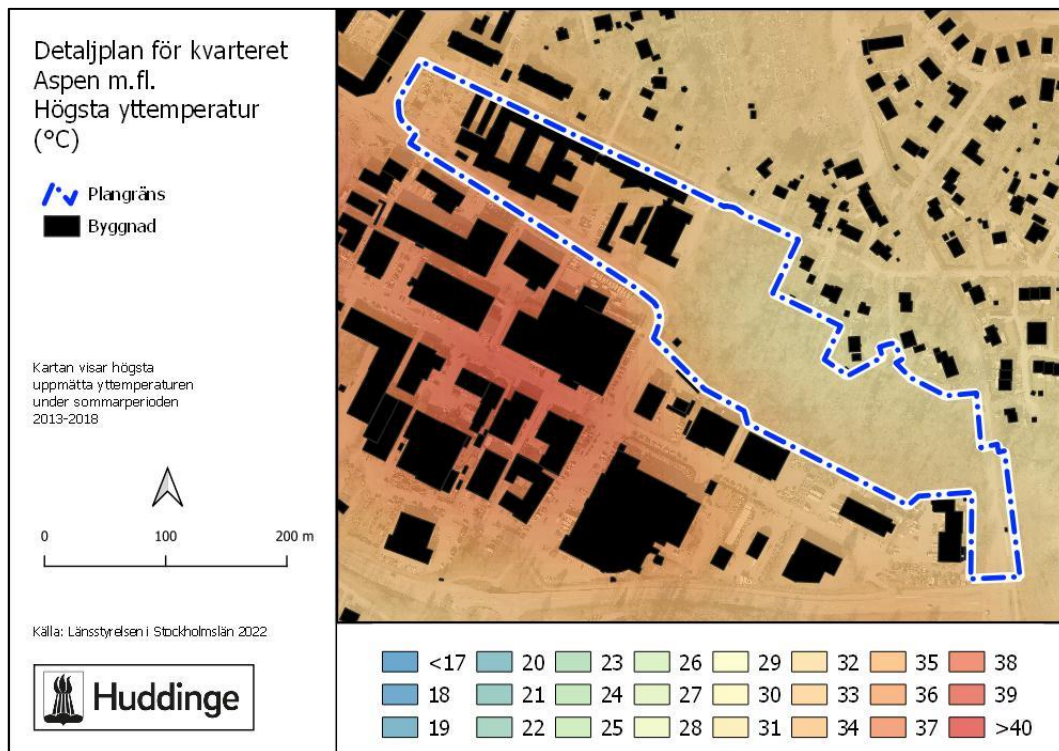 Detaljplan för kvarteret
Aspen m.fl.
Högsta yttemperatur
(°C)
Plangräns
Byggnad
Kartan visar högsta
uppmätta yttemperaturen
under sommarperioden
2013-2018
0 100 200 m
Källa: Länsstyrelsen i Stockholmslän 2022
Huddinge
<17 20 23 26 29 32 35 38
18 21 24 27 30 33 36 39
19 22 25 28 31 34 37 >40